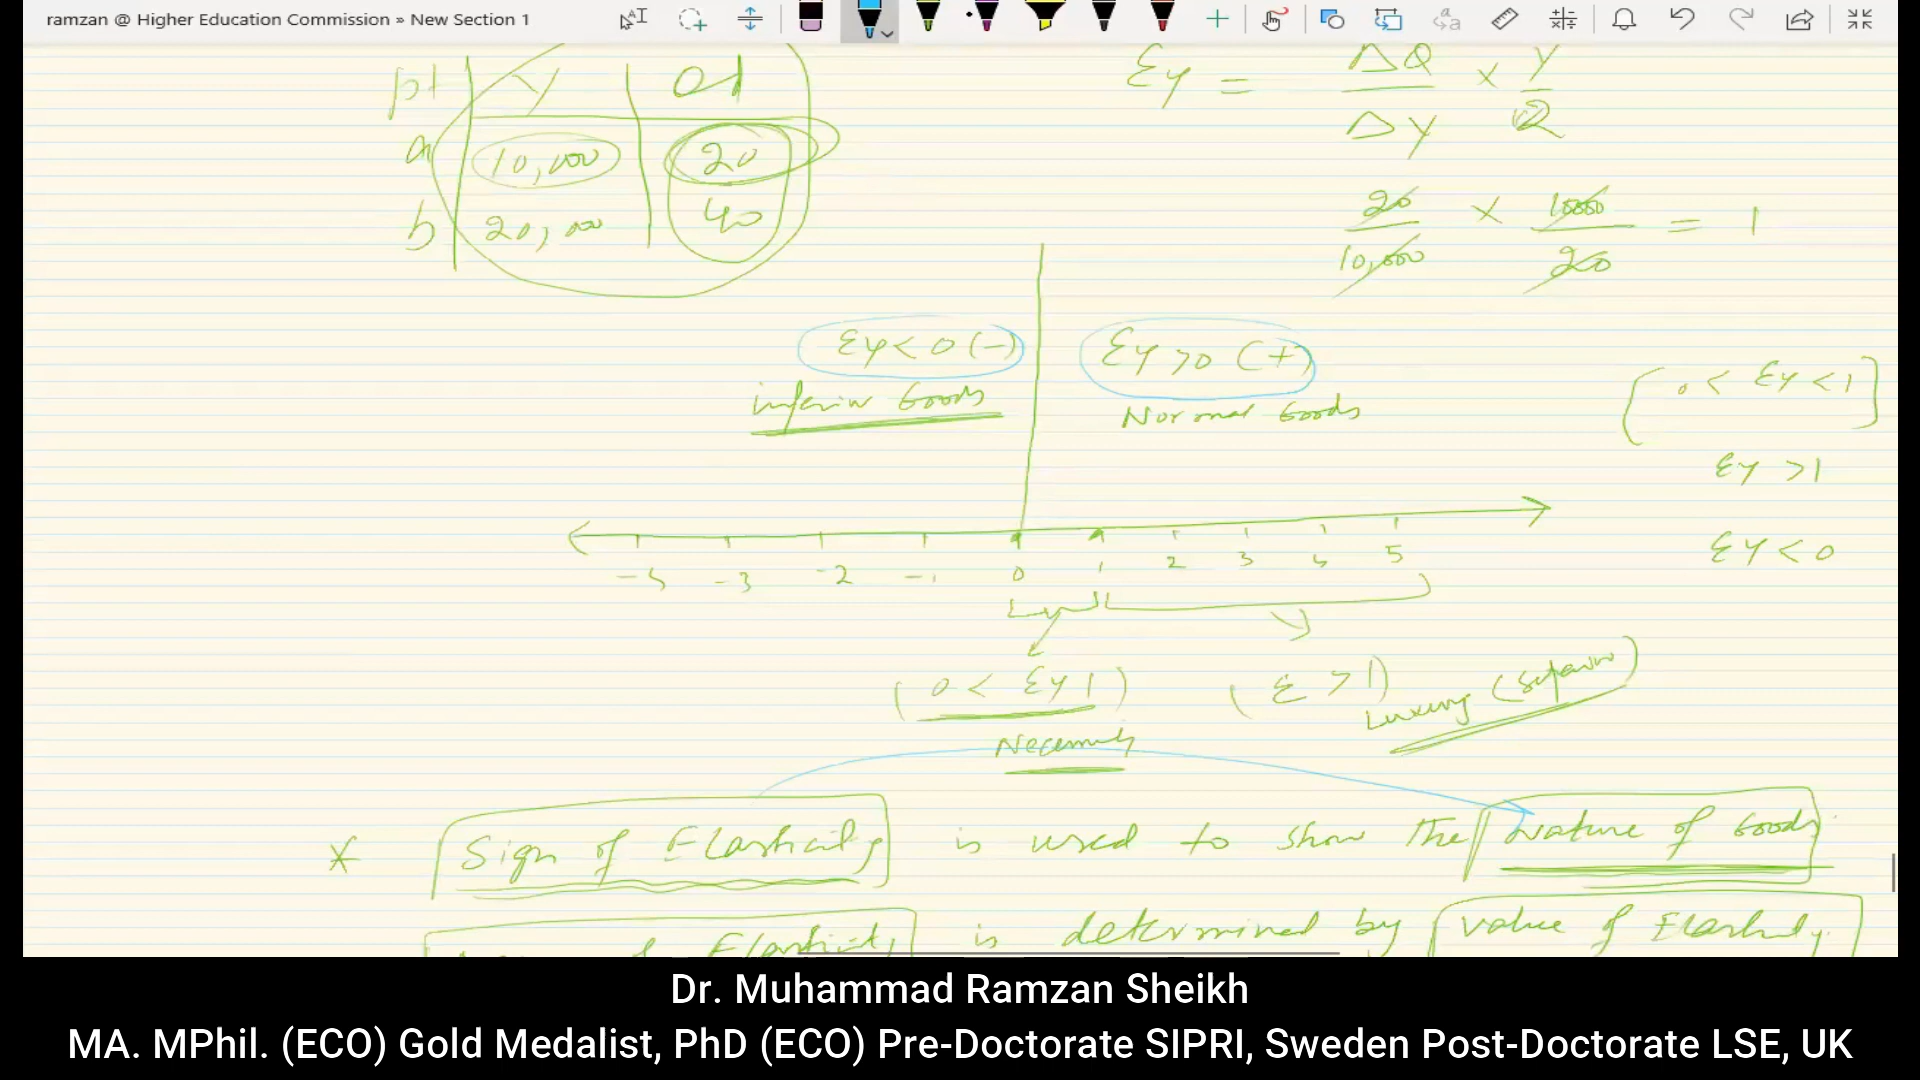 ramzan @ Higher Education Commission » New Section 1
pt Y Qd
a 10,000 20
b 20,000 40
Ey = ΔQ/ΔY × Y/Q
20/10,000 × 10000/20 = 1
Ey < 0 (-)
inferior Goods
Ey > 0 (+)
Normal Goods
0 < Ey < 1
Ey > 1
Ey < 0
-3 -2 -1 0 1 2 3 4 5
(0 < Ey 1)
Necessity
(E > 1)
Luxury (Superior)
* Sign of Elasticity is used to show the Nature of Goods.
of Elasticity is determined by value of Elasticity.
Dr. Muhammad Ramzan Sheikh
MA. MPhil. (ECO) Gold Medalist, PhD (ECO) Pre-Doctorate SIPRI, Sweden Post-Doctorate LSE, UK